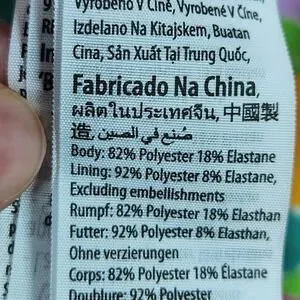 Vyrobeno V Číně, Vyrobené V Číne,
Izdelano Na Kitajskem, Buatan
Cina, Sản Xuất Tại Trung Quốc,
Fabricado Na China,
ผลิตในประเทศจีน, 中國製
造, صُنع في الصين
Body: 82% Polyester 18% Elastane
Lining: 92% Polyester 8% Elastane,
Excluding embellishments
Rumpf: 82% Polyester 18% Elasthan
Futter: 92% Polyester 8% Elasthan,
Ohne verzierungen
Corps: 82% Polyester 18% Élastane
Doublure: 92% Polyester